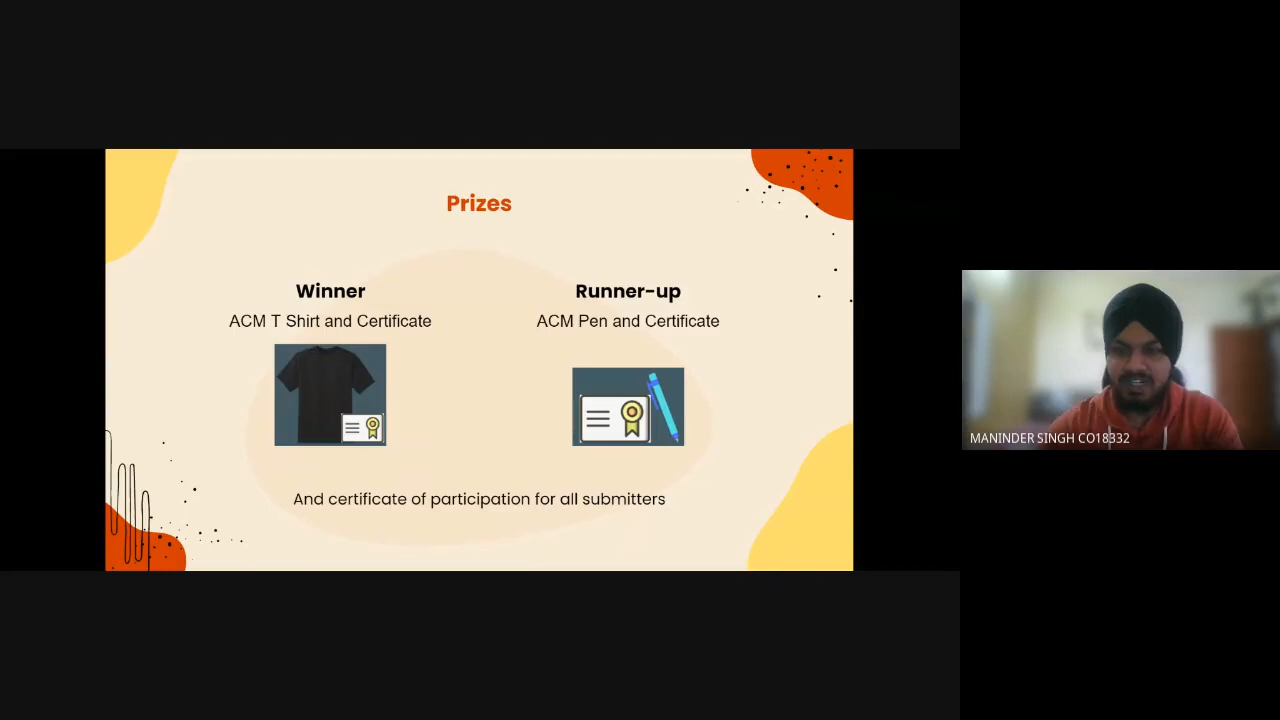 Prizes
Winner
ACM T Shirt and Certificate
Runner-up
ACM Pen and Certificate
And certificate of participation for all submitters
MANINDER SINGH CO18332